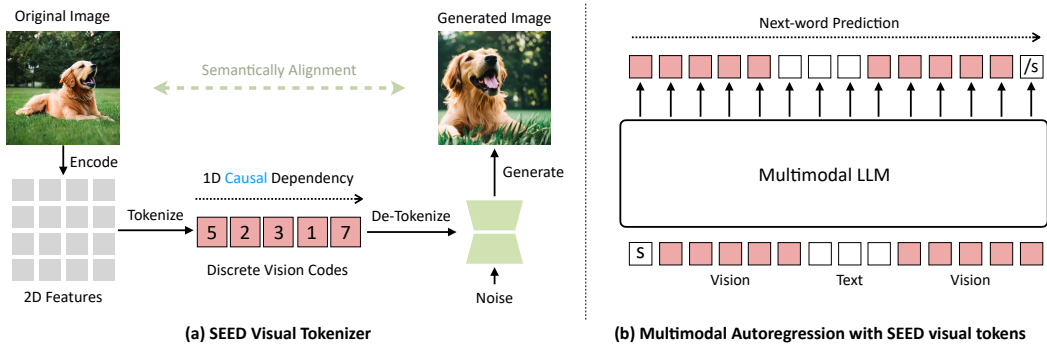 Original Image
Generated Image
Semantically Alignment
Encode
1D Causal Dependency
Generate
Tokenize
5 2 3 1 7
De-Tokenize
Discrete Vision Codes
2D Features
Noise
(a) SEED Visual Tokenizer
Next-word Prediction
/s
Multimodal LLM
S
Vision
Text
Vision
(b) Multimodal Autoregression with SEED visual tokens